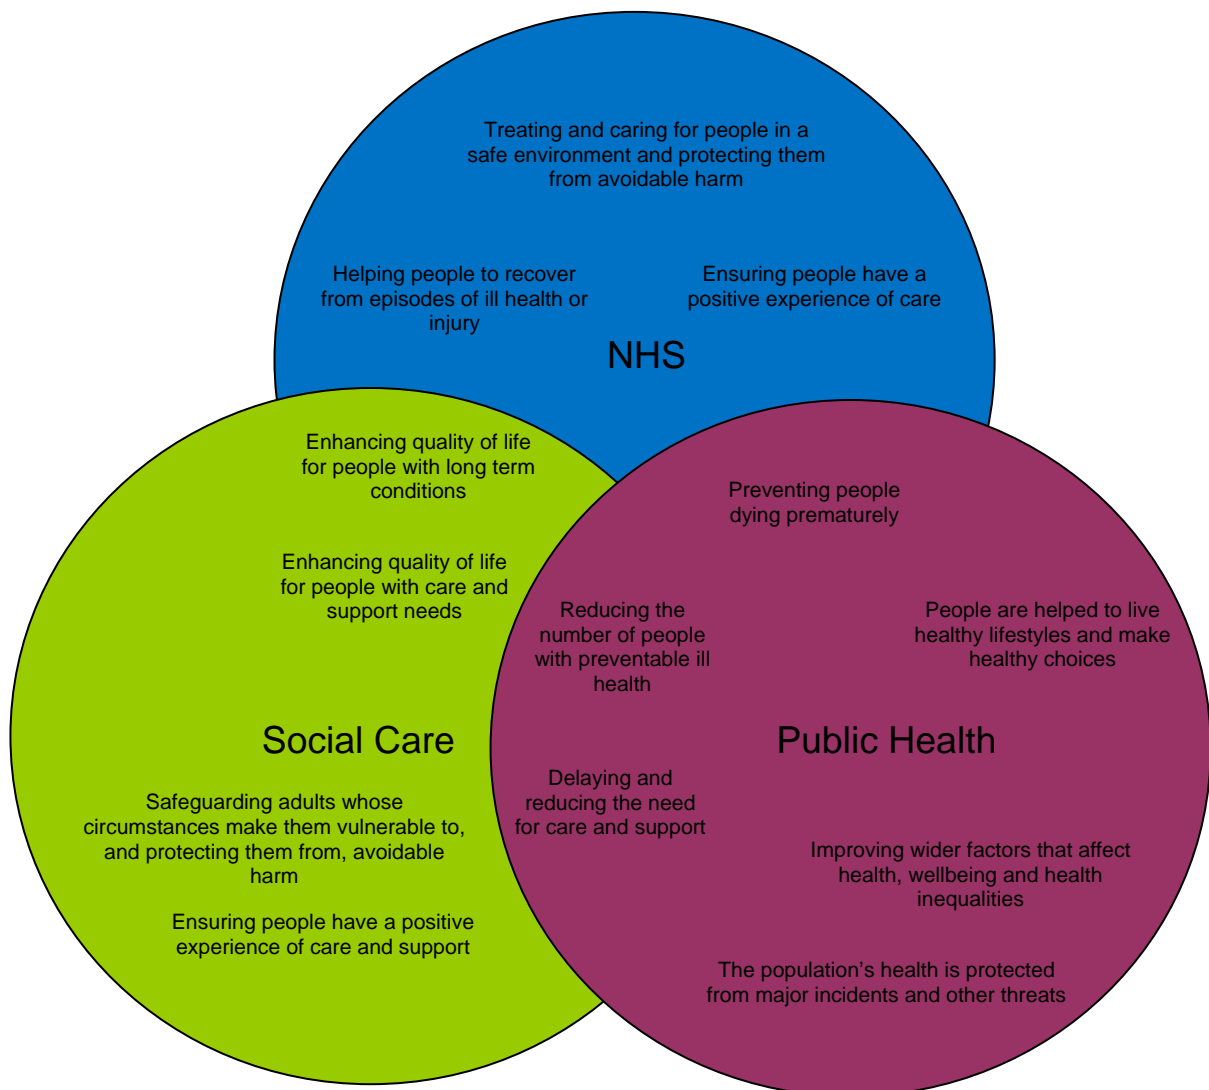 Treating and caring for people in a
safe environment and protecting them
from avoidable harm
Helping people to recover
from episodes of ill health or
injury
Ensuring people have a
positive experience of care
NHS
Enhancing quality of life
for people with long term
conditions
Preventing people
dying prematurely
Enhancing quality of life
for people with care and
support needs
Reducing the
number of people
with preventable ill
health
People are helped to live
healthy lifestyles and make
healthy choices
Social Care
Public Health
Delaying and
reducing the need
for care and support
Safeguarding adults whose
circumstances make them vulnerable to,
and protecting them from, avoidable
harm
Improving wider factors that affect
health, wellbeing and health
inequalities
Ensuring people have a positive
experience of care and support
The population’s health is protected
from major incidents and other threats